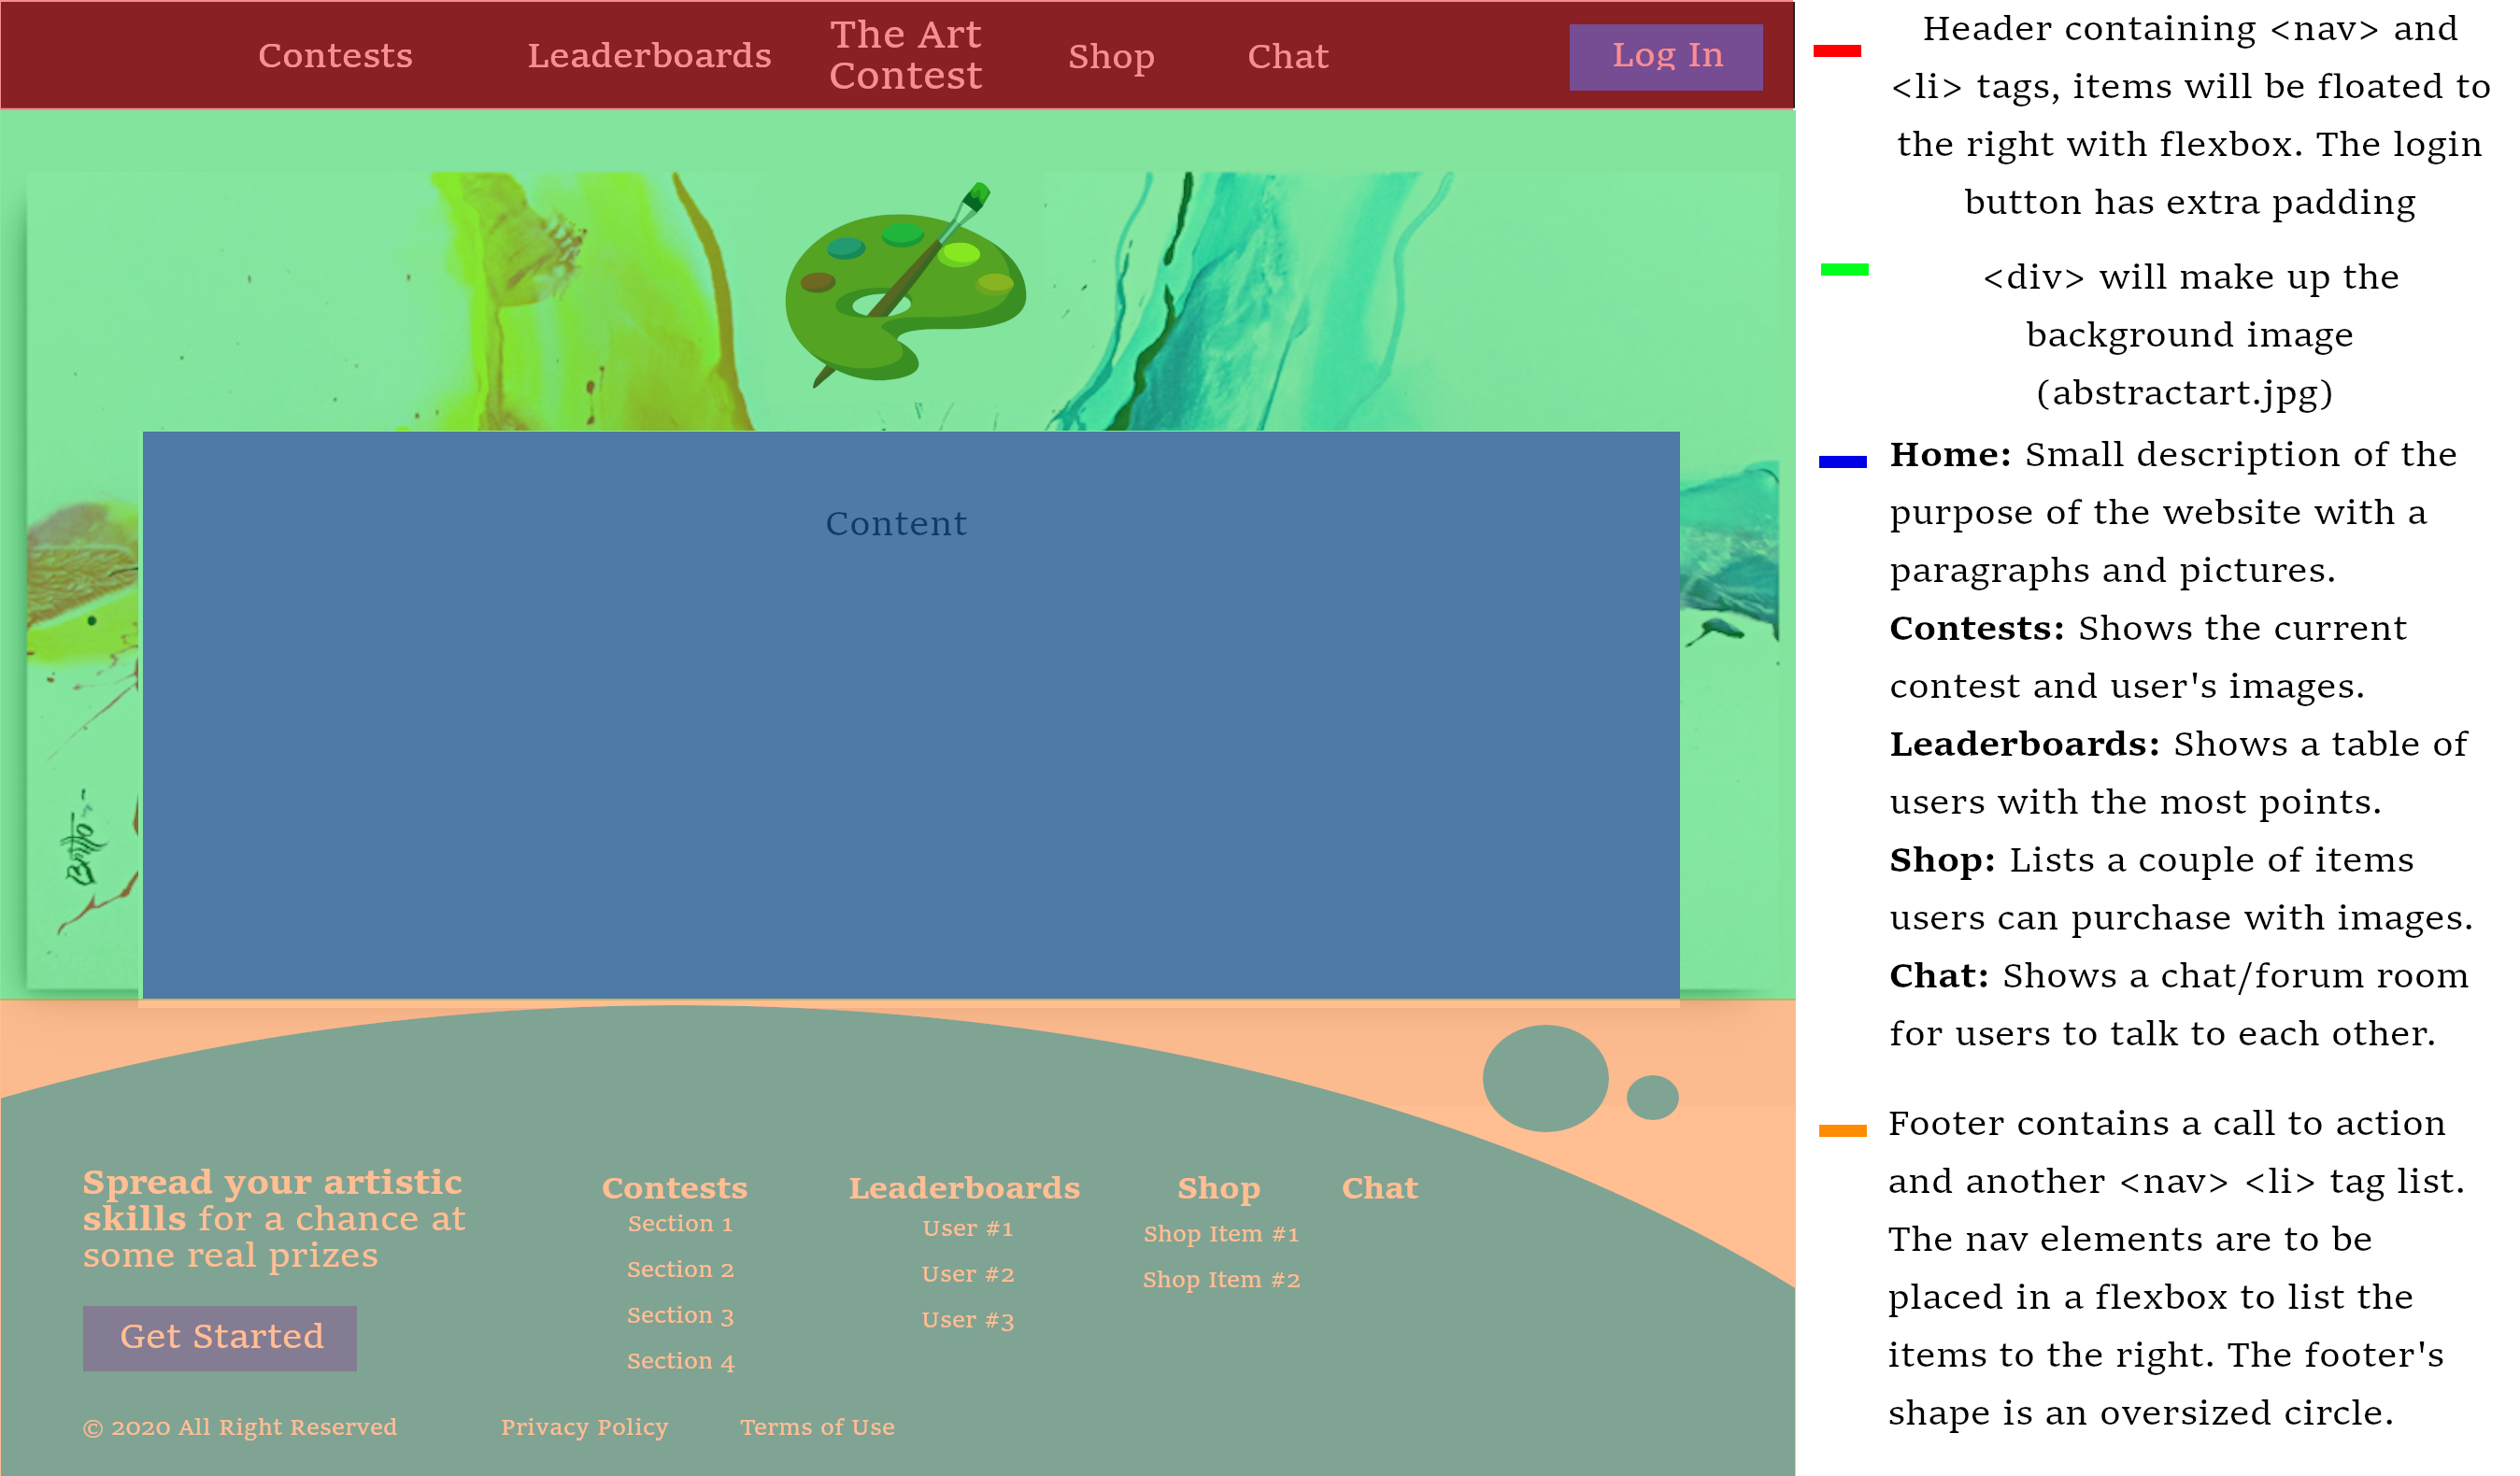 Contests
Leaderboards
The Art
Contest
Shop
Chat
Log In
Content
Britto
Spread your artistic
skills for a chance at
some real prizes
Get Started
Contests
Section 1
Section 2
Section 3
Section 4
Leaderboards
User #1
User #2
User #3
Shop
Shop Item #1
Shop Item #2
Chat
© 2020 All Right Reserved
Privacy Policy
Terms of Use
Header containing <nav> and
<li> tags, items will be floated to
the right with flexbox. The login
button has extra padding
<div> will make up the
background image
(abstractart.jpg)
Home: Small description of the
purpose of the website with a
paragraphs and pictures.
Contests: Shows the current
contest and user's images.
Leaderboards: Shows a table of
users with the most points.
Shop: Lists a couple of items
users can purchase with images.
Chat: Shows a chat/forum room
for users to talk to each other.
Footer contains a call to action
and another <nav> <li> tag list.
The nav elements are to be
placed in a flexbox to list the
items to the right. The footer's
shape is an oversized circle.